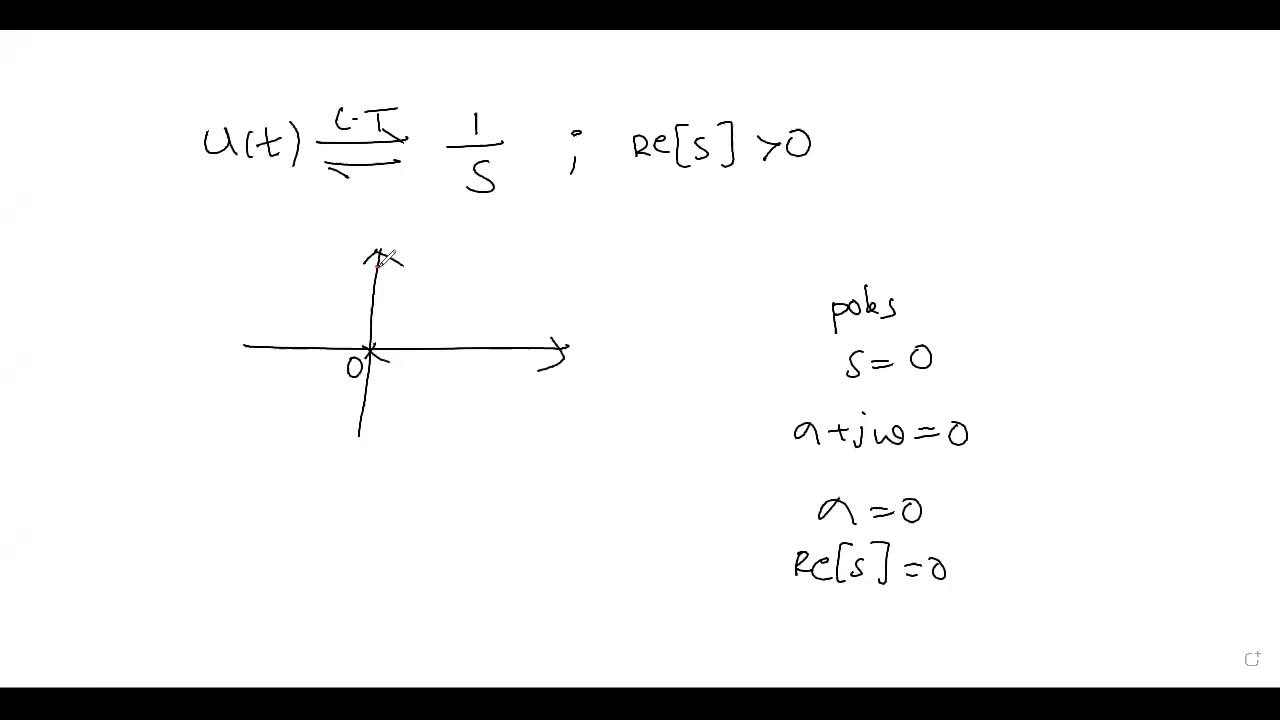 u(t) L.T ⇌ 1/S ; Re[s] >0
0
poles
s = 0
a+jω = 0
a = 0
Re[s] = 0